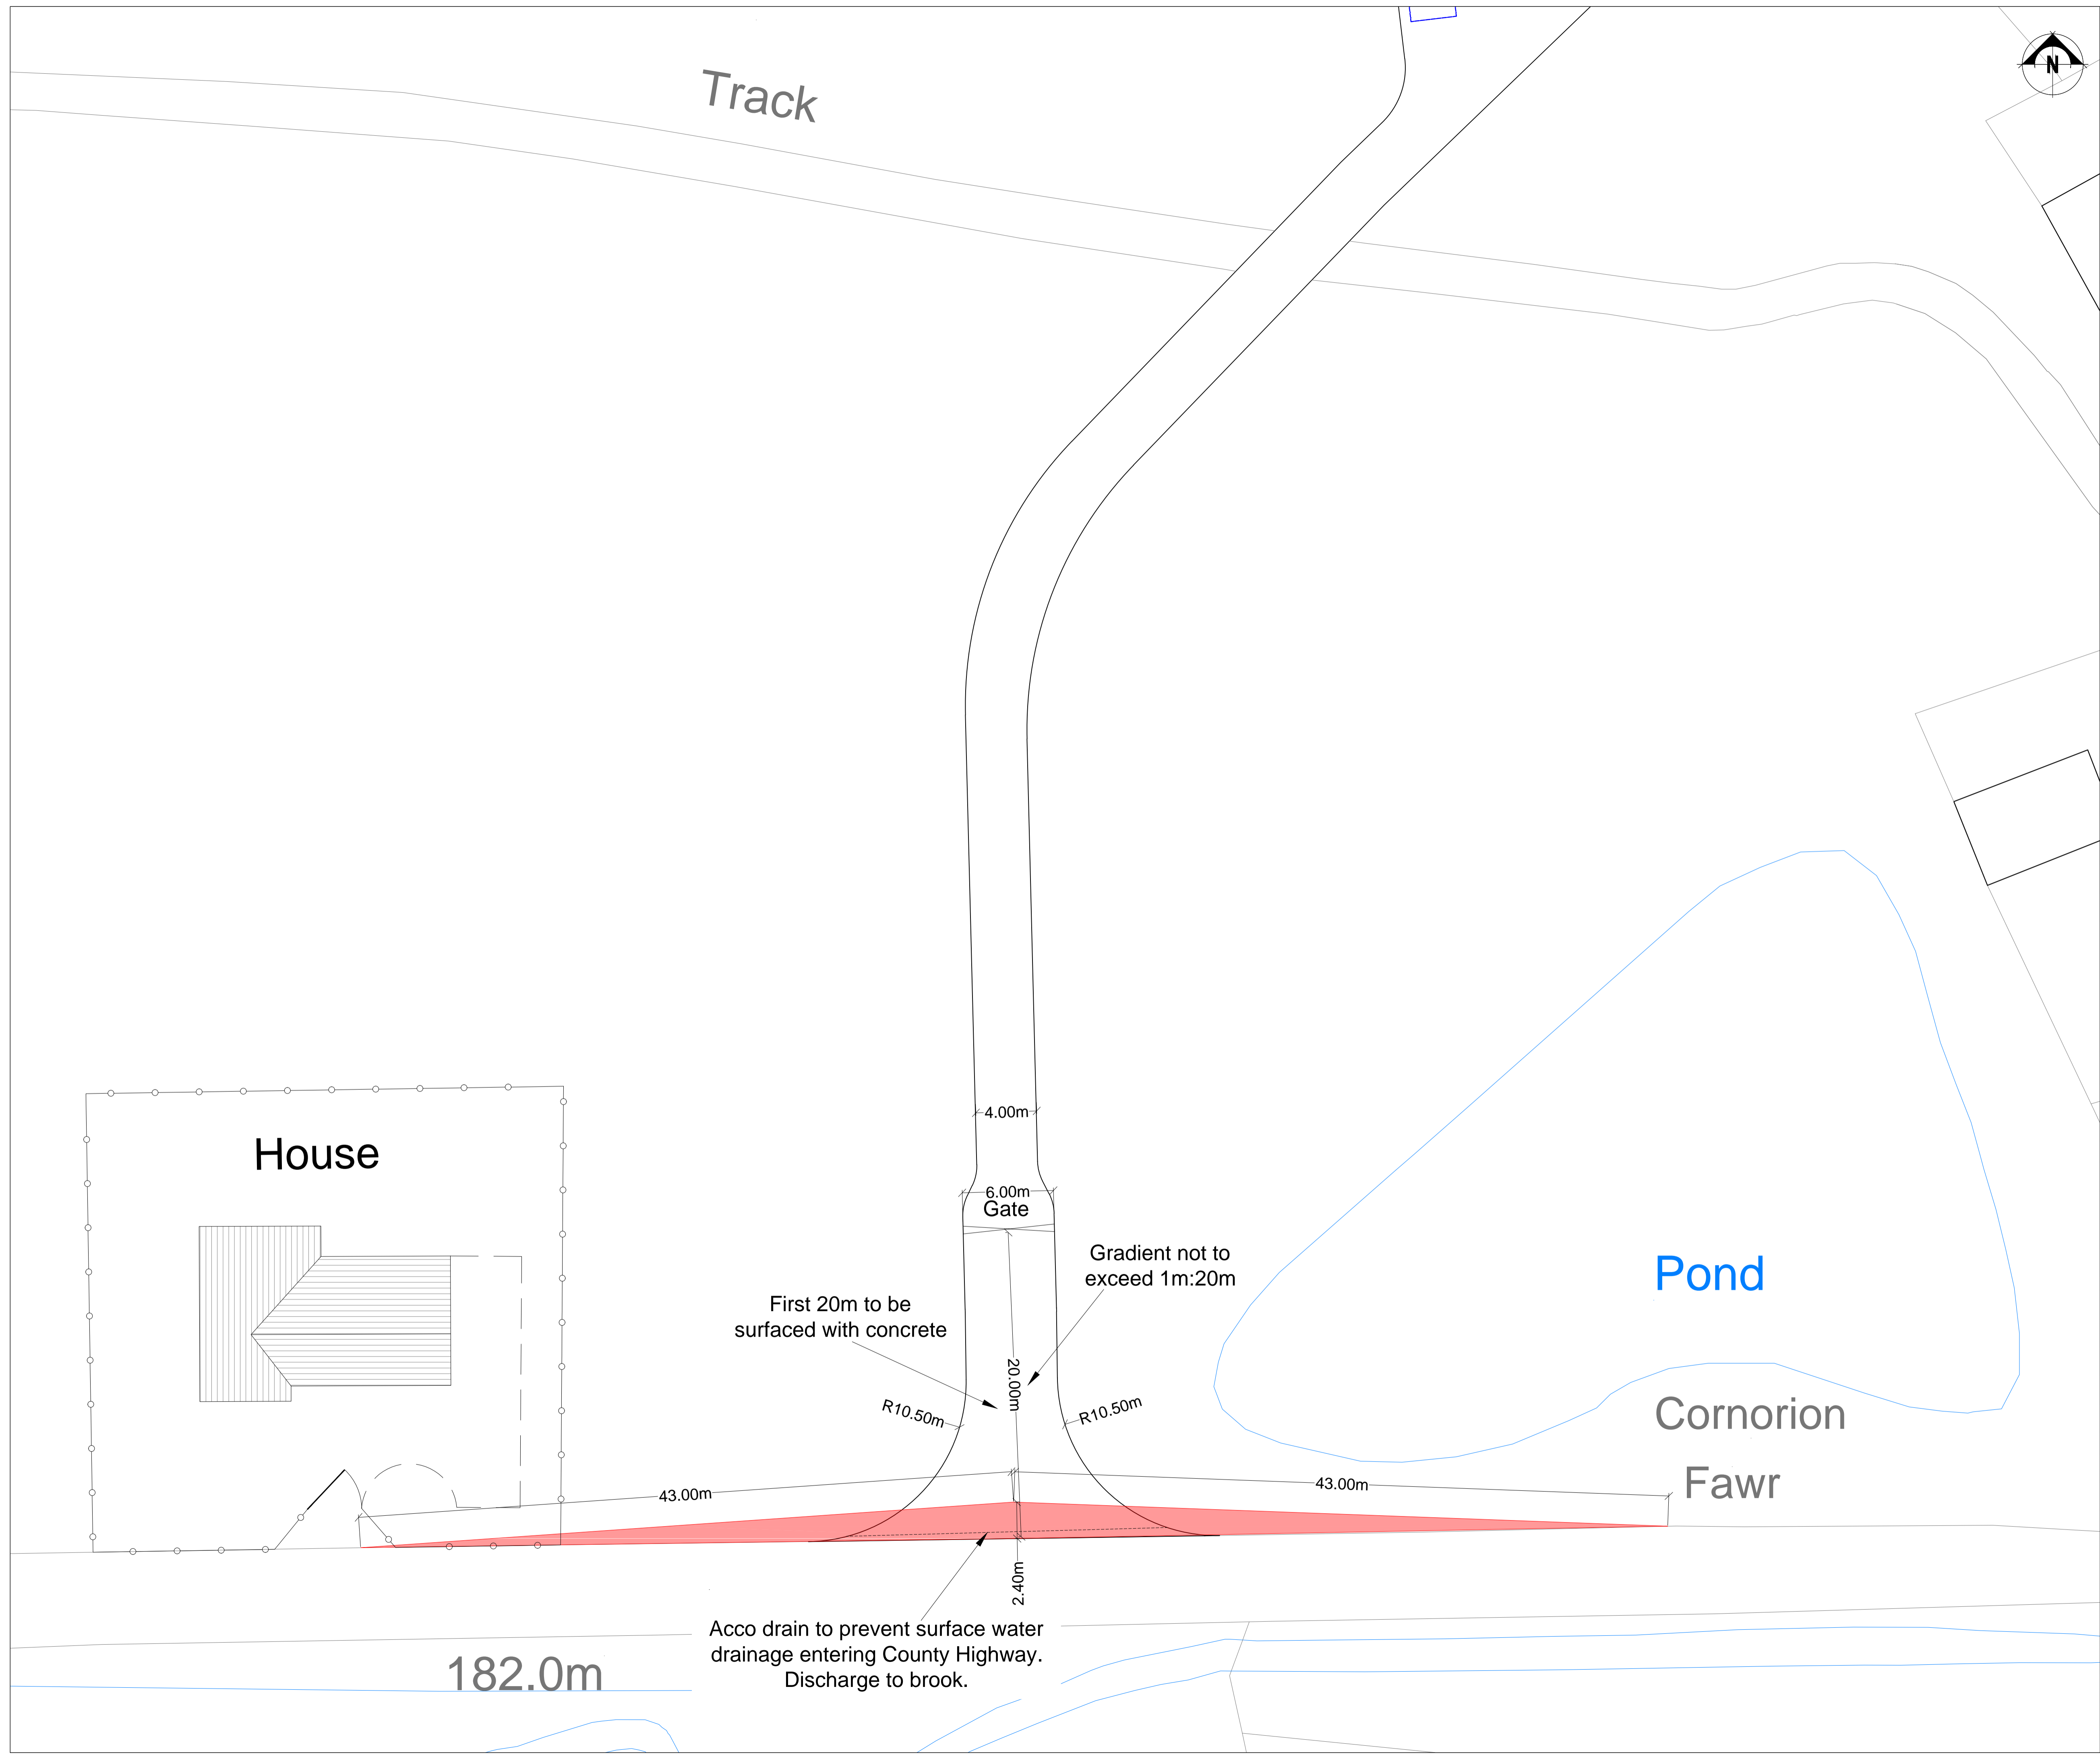 Track
N
House
4.00m
6.00m
Gate
Gradient not to
exceed 1m:20m
First 20m to be
surfaced with concrete
20.00m
R10.50m
R10.50m
Pond
Cornorion
Fawr
43.00m
43.00m
2.40m
Acco drain to prevent surface water
drainage entering County Highway.
Discharge to brook.
182.0m